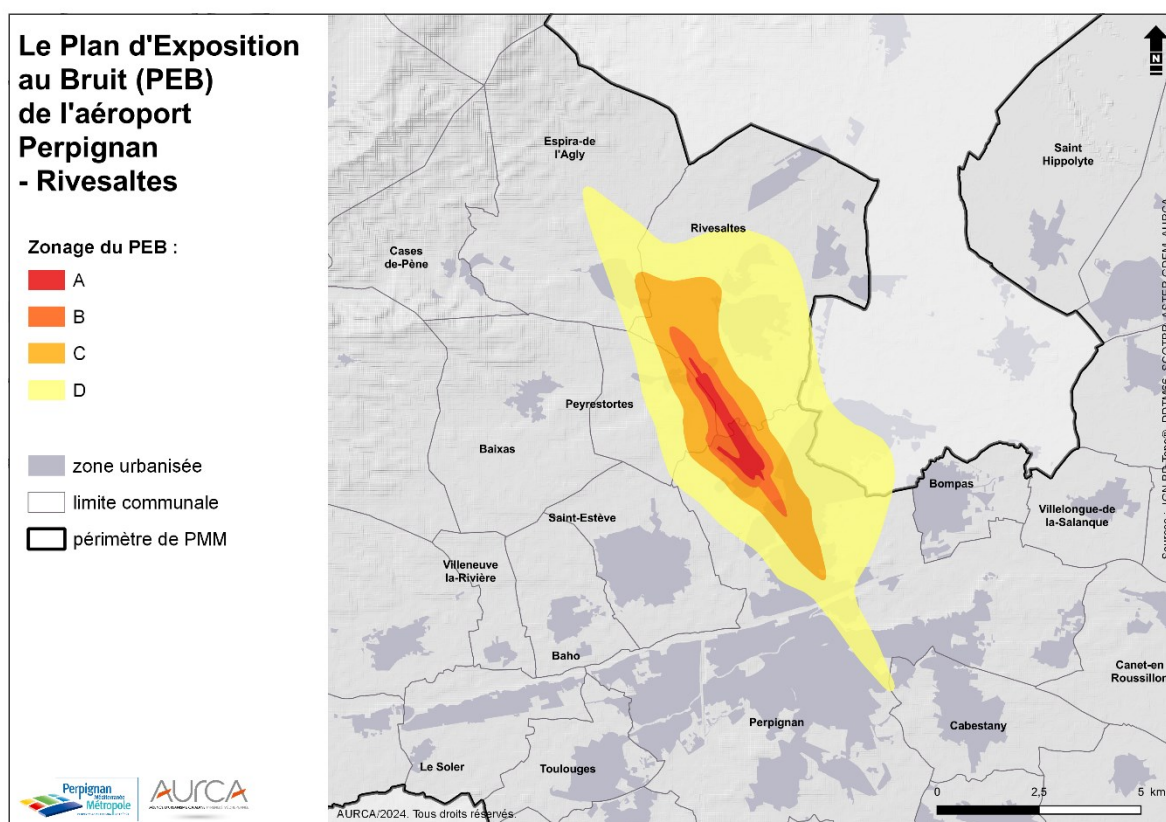 Le Plan d'Exposition
au Bruit (PEB)
de l'aéroport
Perpignan
- Rivesaltes
Zonage du PEB :
A
B
C
D
zone urbanisée
limite communale
périmètre de PMM
Perpignan
Méditerranée
Métropole
AURCA
N
Espira-de
l'Agly
Saint
Hippolyte
Rivesaltes
Cases
de-Pène
Peyrestortes
Baixas
Bompas
Villelongue-de
la-Salanque
Saint-Estève
Villeneuve
la-Rivière
Baho
Canet-en
Roussillon
Perpignan
Cabestany
Le Soler
Toulouges
AURCA/2024. Tous droits réservés.
0 2,5 5 km